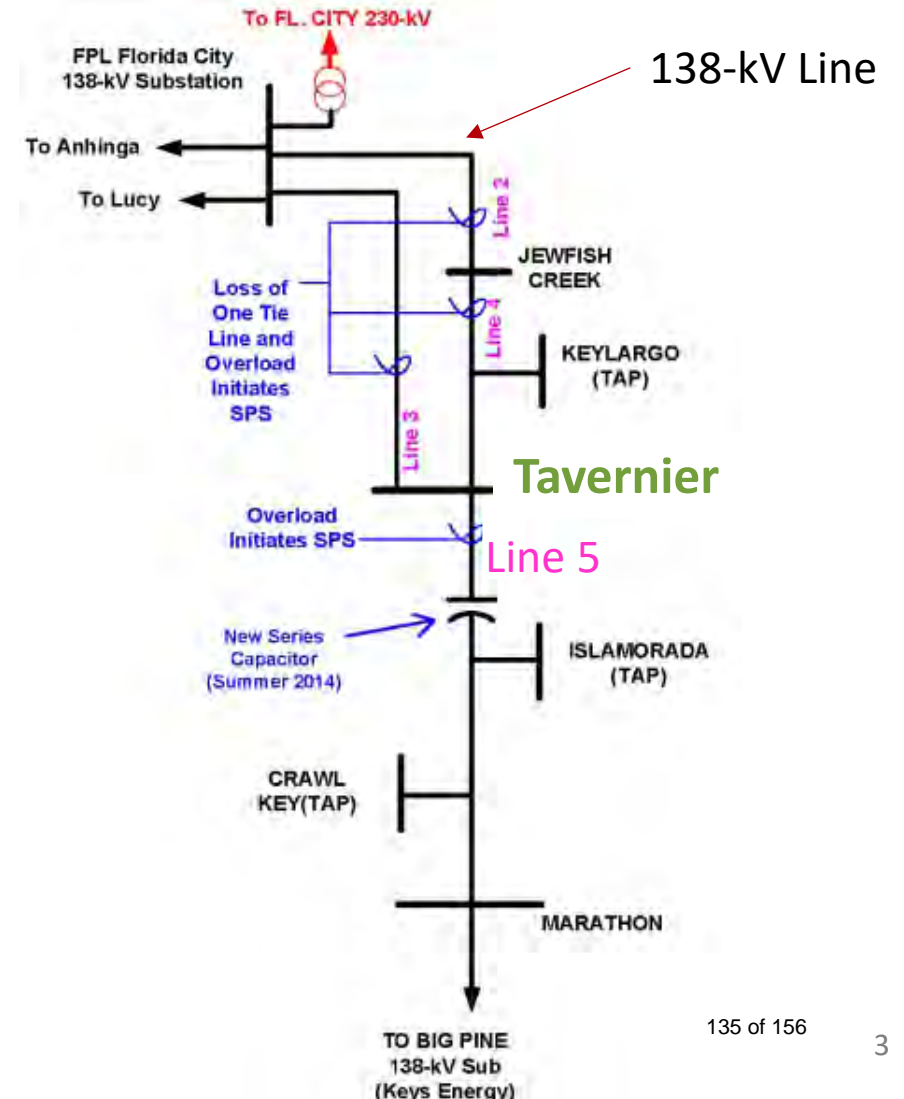 To FL. CITY 230-kV
FPL Florida City
138-kV Substation
138-kV Line
To Anhinga
To Lucy
Line 2
JEWFISH
CREEK
Loss of
One Tie
Line and
Overload
Initiates
SPS
Line 4
KEYLARGO
(TAP)
Line 3
Tavernier
Overload
Initiates SPS
Line 5
New Series
Capacitor
(Summer 2014)
ISLAMORADA
(TAP)
CRAWL
KEY(TAP)
MARATHON
TO BIG PINE
138-kV Sub
(Keys Energy)
135 of 156
3